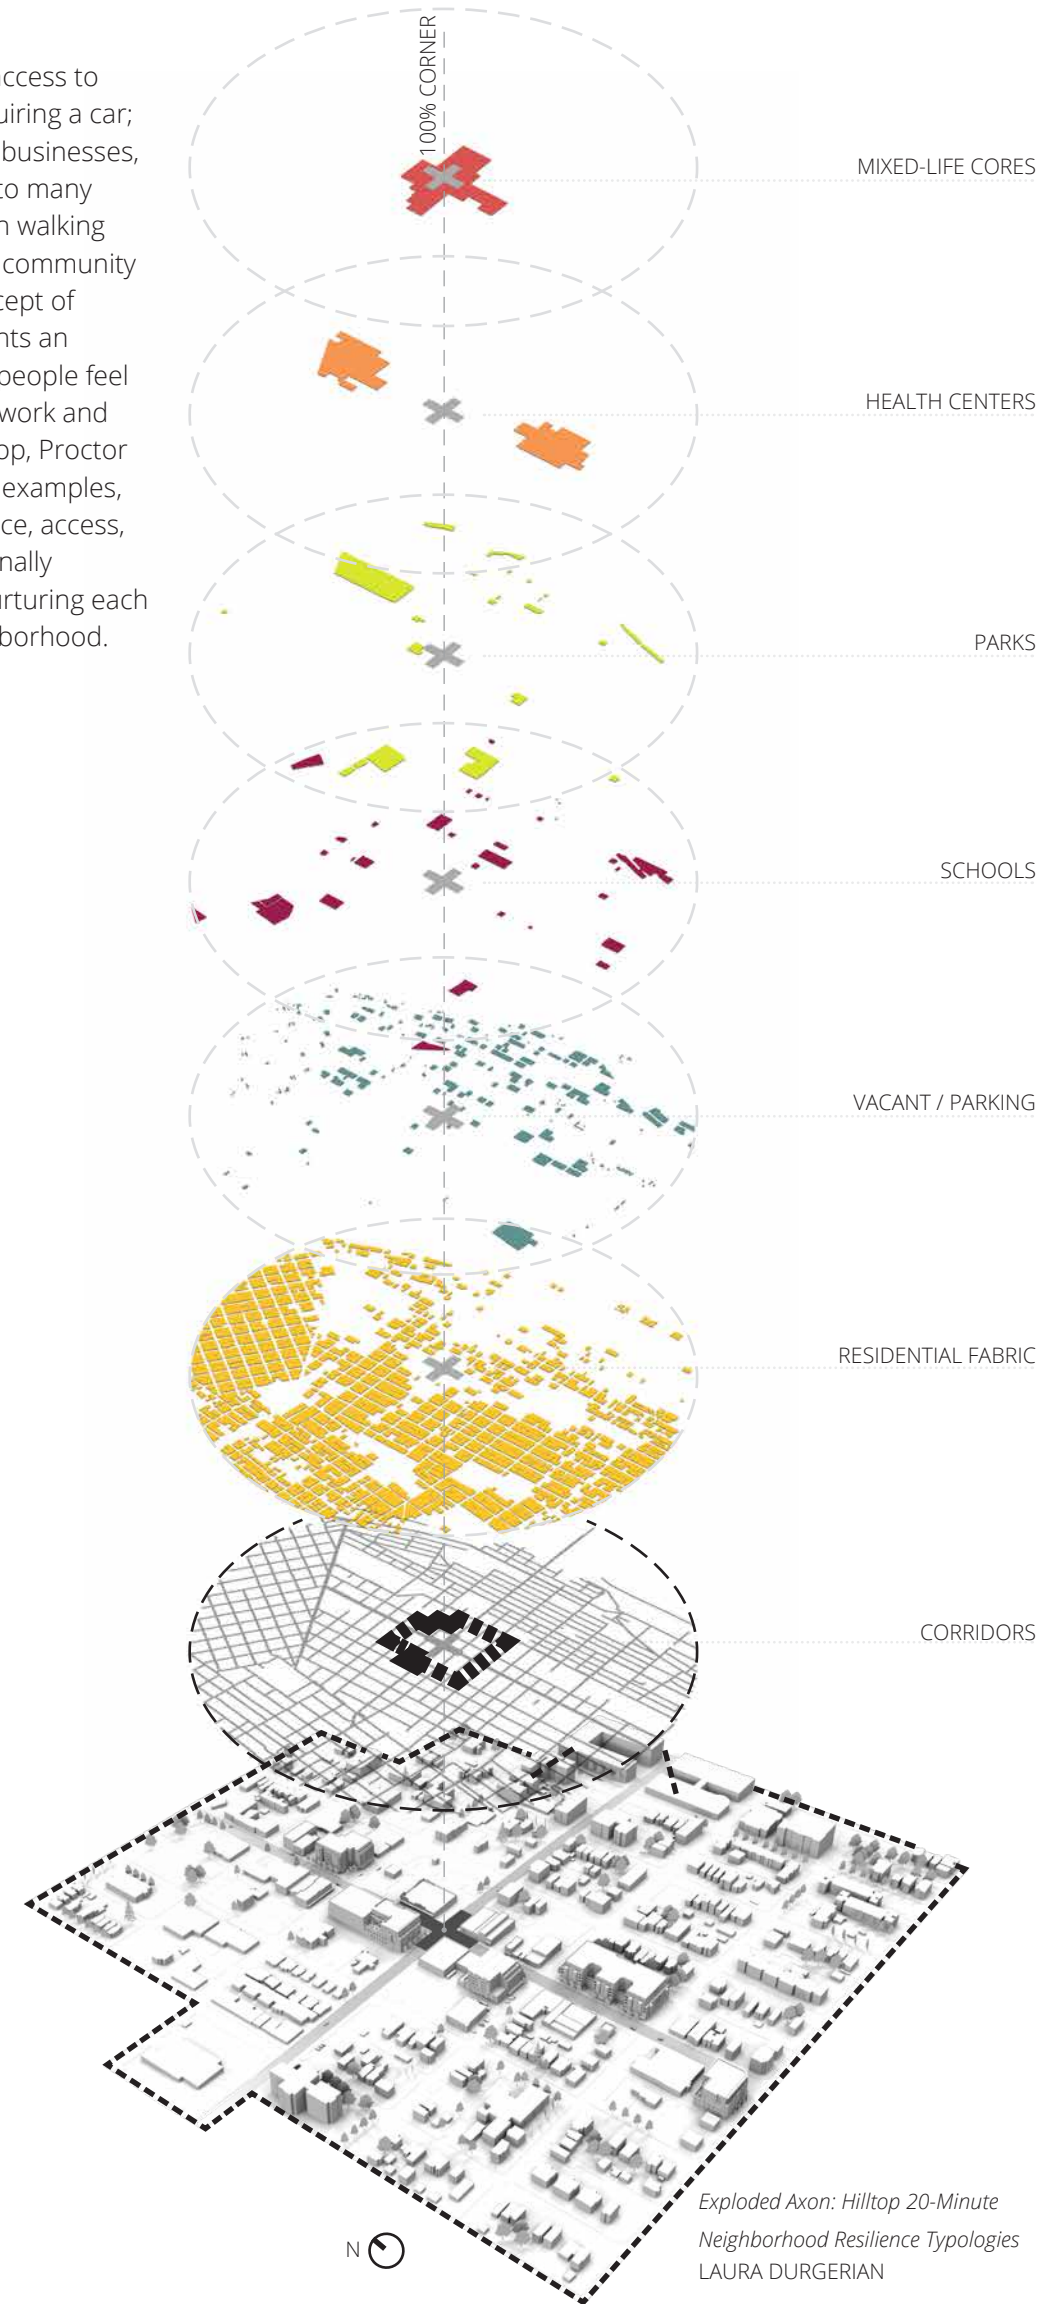 access to
uiring a car;
businesses,
to many
n walking
community
cept of
nts an
people feel
work and
op, Proctor
examples,
ce, access,
nally
urturing each
borhood.
100% CORNER
MIXED-LIFE CORES
HEALTH CENTERS
PARKS
SCHOOLS
VACANT / PARKING
RESIDENTIAL FABRIC
CORRIDORS
N
Exploded Axon: Hilltop 20-Minute
Neighborhood Resilience Typologies
LAURA DURGERIAN